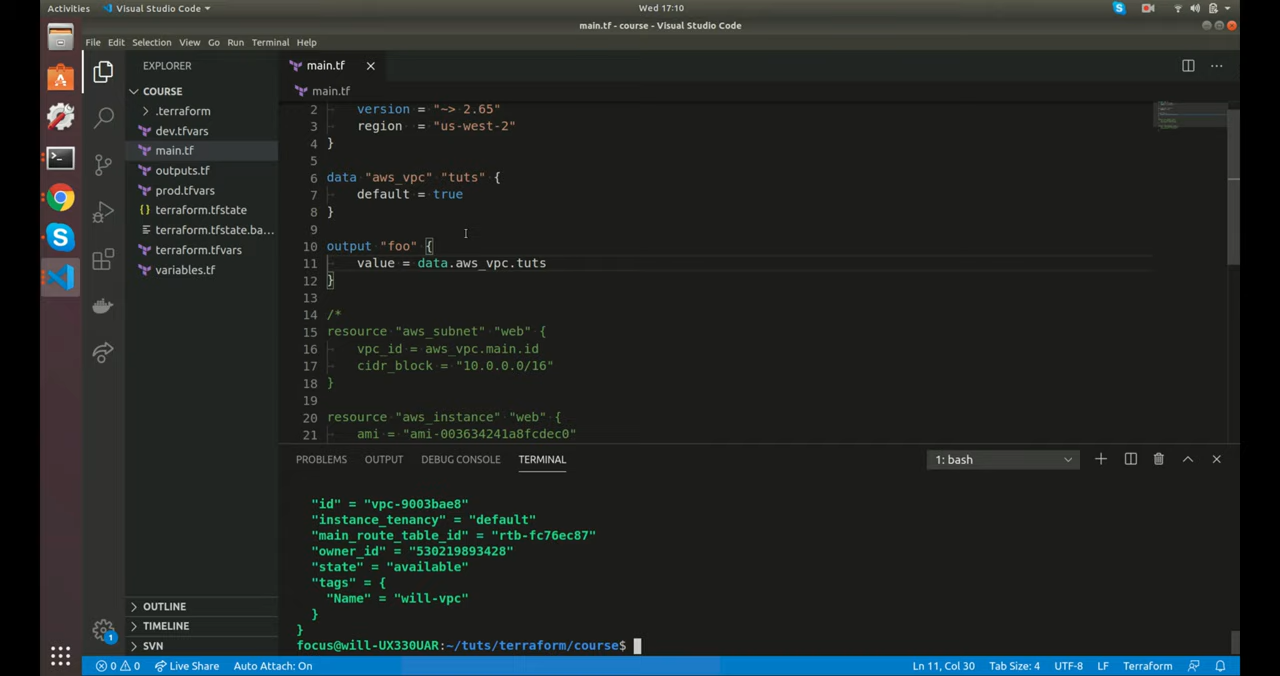 Activities Visual Studio Code Wed 17:10
main.tf - course - Visual Studio Code
File Edit Selection View Go Run Terminal Help
EXPLORER
COURSE
.terraform
dev.tfvars
main.tf
outputs.tf
prod.tfvars
terraform.tfstate
terraform.tfstate.ba...
terraform.tfvars
variables.tf
OUTLINE
TIMELINE
SVN
1
main.tf
main.tf
2 version = "~> 2.65"
3 region = "us-west-2"
4 }
5
6 data "aws_vpc" "tuts" {
7 default = true
8 }
9
10 output "foo" {
11 value = data.aws_vpc.tuts
12 }
13
14 /*
15 resource "aws_subnet" "web" {
16 vpc_id = aws_vpc.main.id
17 cidr_block = "10.0.0.0/16"
18 }
19
20 resource "aws_instance" "web" {
21 ami = "ami-003634241a8fcdec0"
PROBLEMS OUTPUT DEBUG CONSOLE TERMINAL 1: bash
"id" = "vpc-9003bae8"
"instance_tenancy" = "default"
"main_route_table_id" = "rtb-fc76ec87"
"owner_id" = "530219893428"
"state" = "available"
"tags" = {
"Name" = "will-vpc"
}
}
focus@will-UX330UAR:~/tuts/terraform/course$
0 0 Live Share Auto Attach: On Ln 11, Col 30 Tab Size: 4 UTF-8 LF Terraform